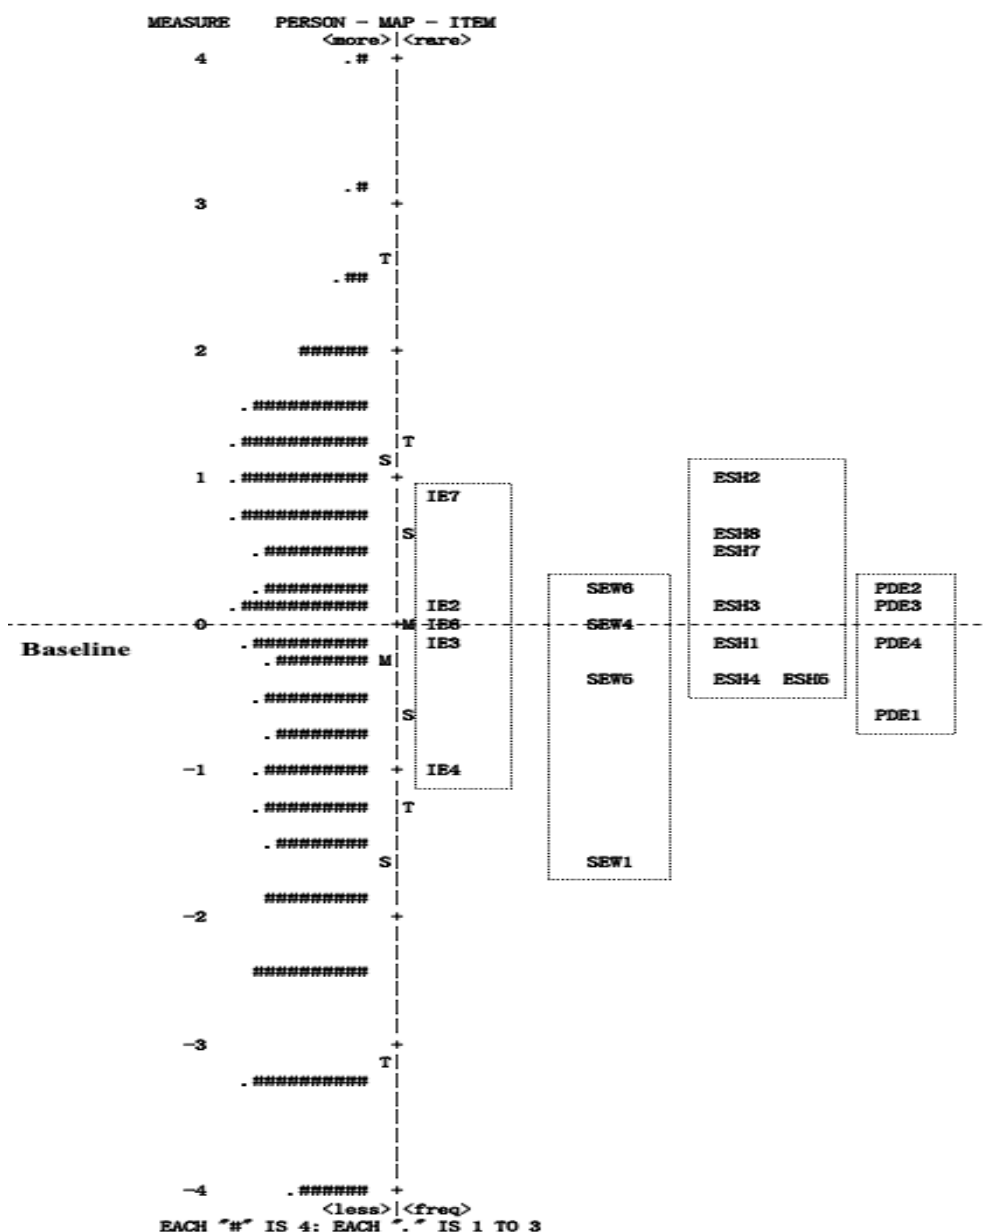 MEASURE PERSON - MAP - ITEM
<more>|<rare>
4 .# +
.#
3 +
T
.##
2 ###### +
.##########
.########### T
S
1 .########### + ESH2
IE7
.###########
S ESH8
.######### ESH7
.######### SEW6 PDE2
.########### IE2 ESH3 PDE3
0 +M IE6 SEW4
Baseline .########## IE3 ESH1 PDE4
.######## M
SEW5 ESH4 ESH5
.#########
S PDE1
.########
-1 .######### + IE4
.######### T
.########
S SEW1
#########
-2 +
##########
-3 +
T
.##########
-4 .###### +
<less>|<freq>
EACH "#" IS 4: EACH "." IS 1 TO 3